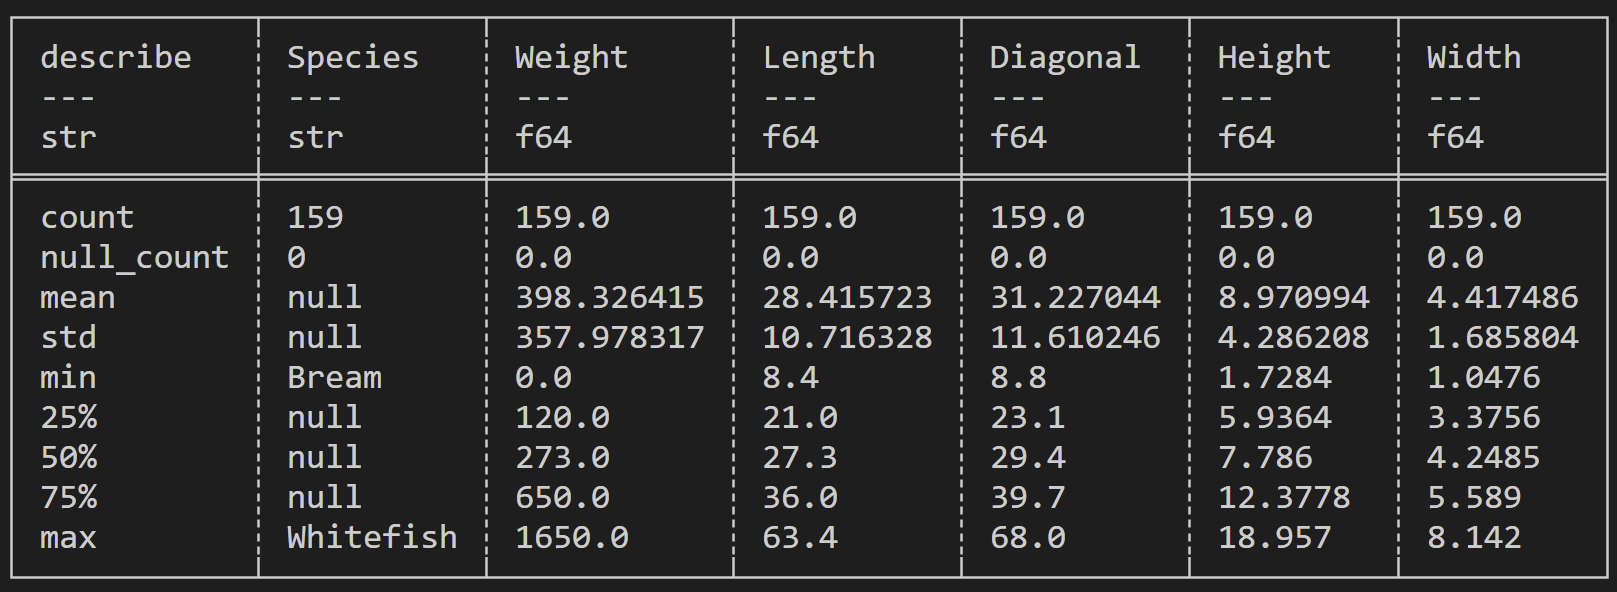 describe Species Weight Length Diagonal Height Width
--- --- --- --- --- --- ---
str str f64 f64 f64 f64 f64
count 159 159.0 159.0 159.0 159.0 159.0
null_count 0 0.0 0.0 0.0 0.0 0.0
mean null 398.326415 28.415723 31.227044 8.970994 4.417486
std null 357.978317 10.716328 11.610246 4.286208 1.685804
min Bream 0.0 8.4 8.8 1.7284 1.0476
25% null 120.0 21.0 23.1 5.9364 3.3756
50% null 273.0 27.3 29.4 7.786 4.2485
75% null 650.0 36.0 39.7 12.3778 5.589
max Whitefish 1650.0 63.4 68.0 18.957 8.142